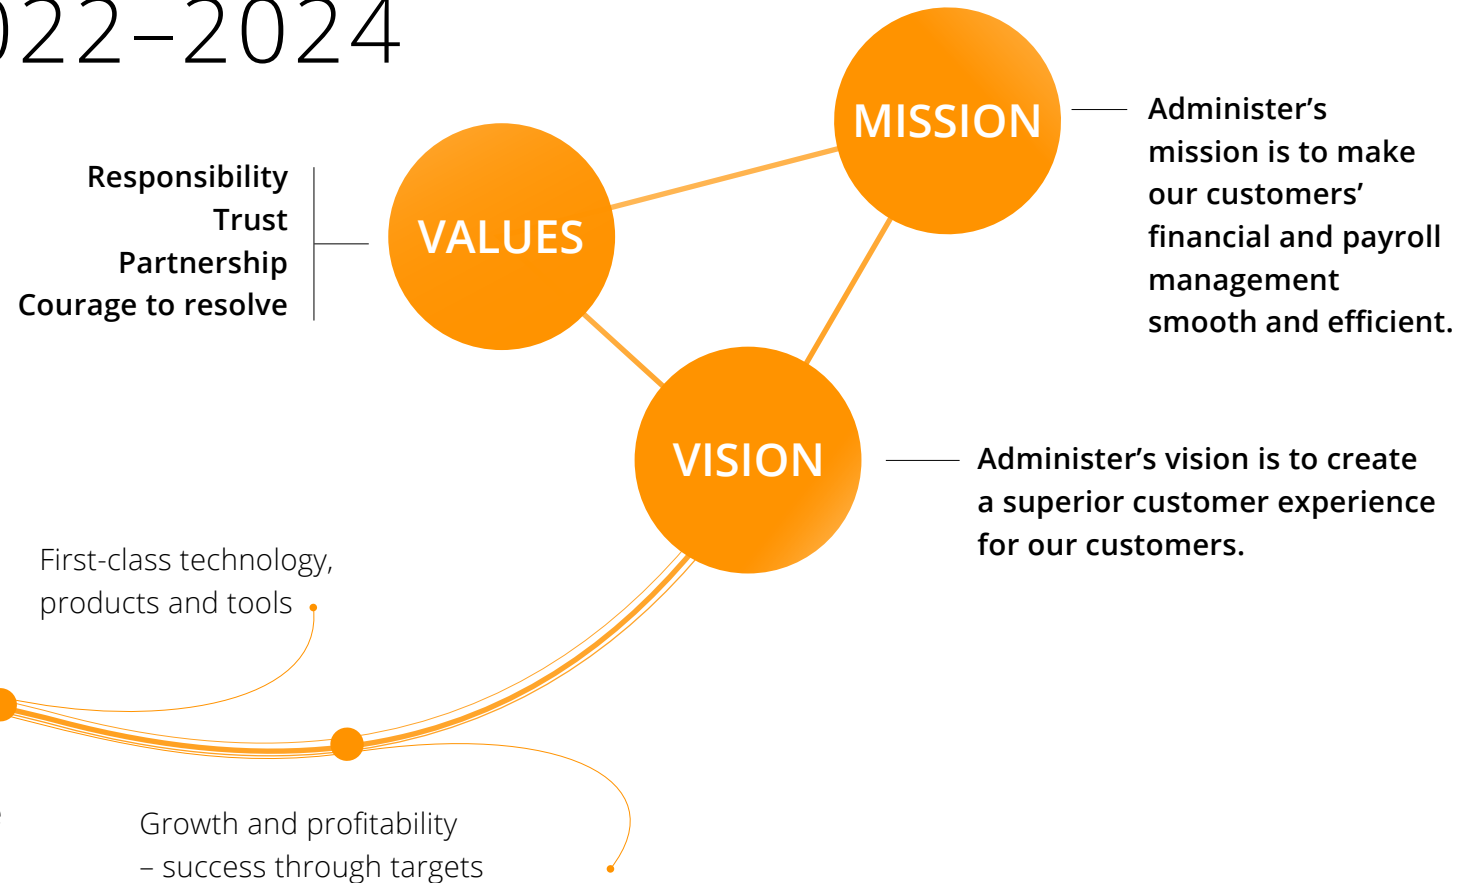 022–2024
MISSION
Administer’s
mission is to make
our customers’
financial and payroll
management
smooth and efficient.
Responsibility
Trust
Partnership
Courage to resolve
VALUES
VISION
Administer’s vision is to create
a superior customer experience
for our customers.
First-class technology,
products and tools
Growth and profitability
– success through targets